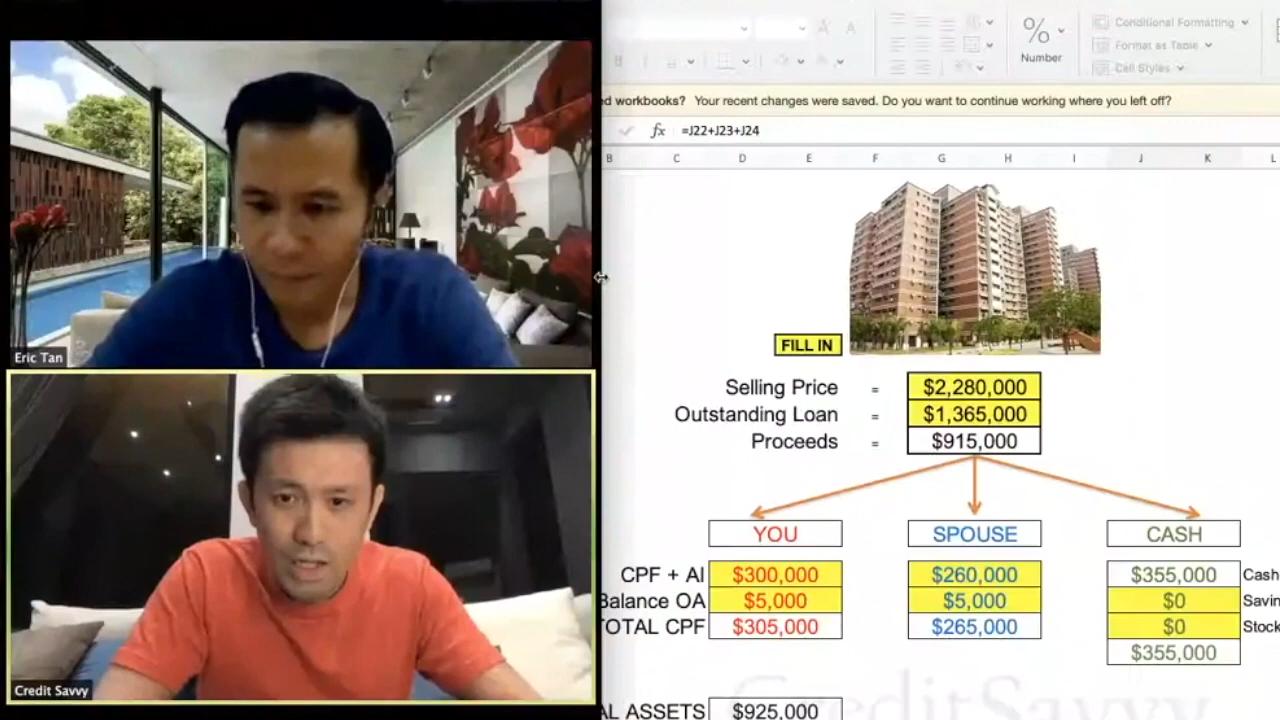 Eric Tan
Credit Savvy
Conditional Formatting
%
Format as Table
Number
Cell Styles
ed workbooks? Your recent changes were saved. Do you want to continue working where you left off?
fx =J22+J23+J24
B C D E F G H I J K L
FILL IN
Selling Price = $2,280,000
Outstanding Loan = $1,365,000
Proceeds = $915,000
YOU SPOUSE CASH
CPF + AI $300,000 $260,000 $355,000 Cash
Balance OA $5,000 $5,000 $0 Savin
TOTAL CPF $305,000 $265,000 $0 Stock
$355,000
CreditSavvy
AL ASSETS $925,000